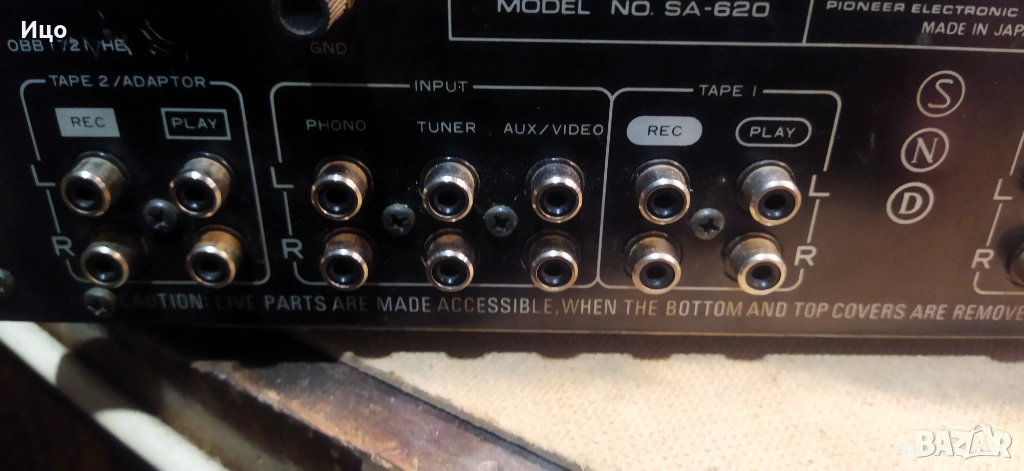 Ицо
MODEL NO. SA-620
PIONEER ELECTRONIC
MADE IN JAPA
GND
TAPE 2/ADAPTOR
INPUT
TAPE 1
REC PLAY
PHONO TUNER AUX/VIDEO
REC PLAY
S
N
D
L L L L
R R R R
CAUTION: LIVE PARTS ARE MADE ACCESSIBLE, WHEN THE BOTTOM AND TOP COVERS ARE REMOVE
BAZAR